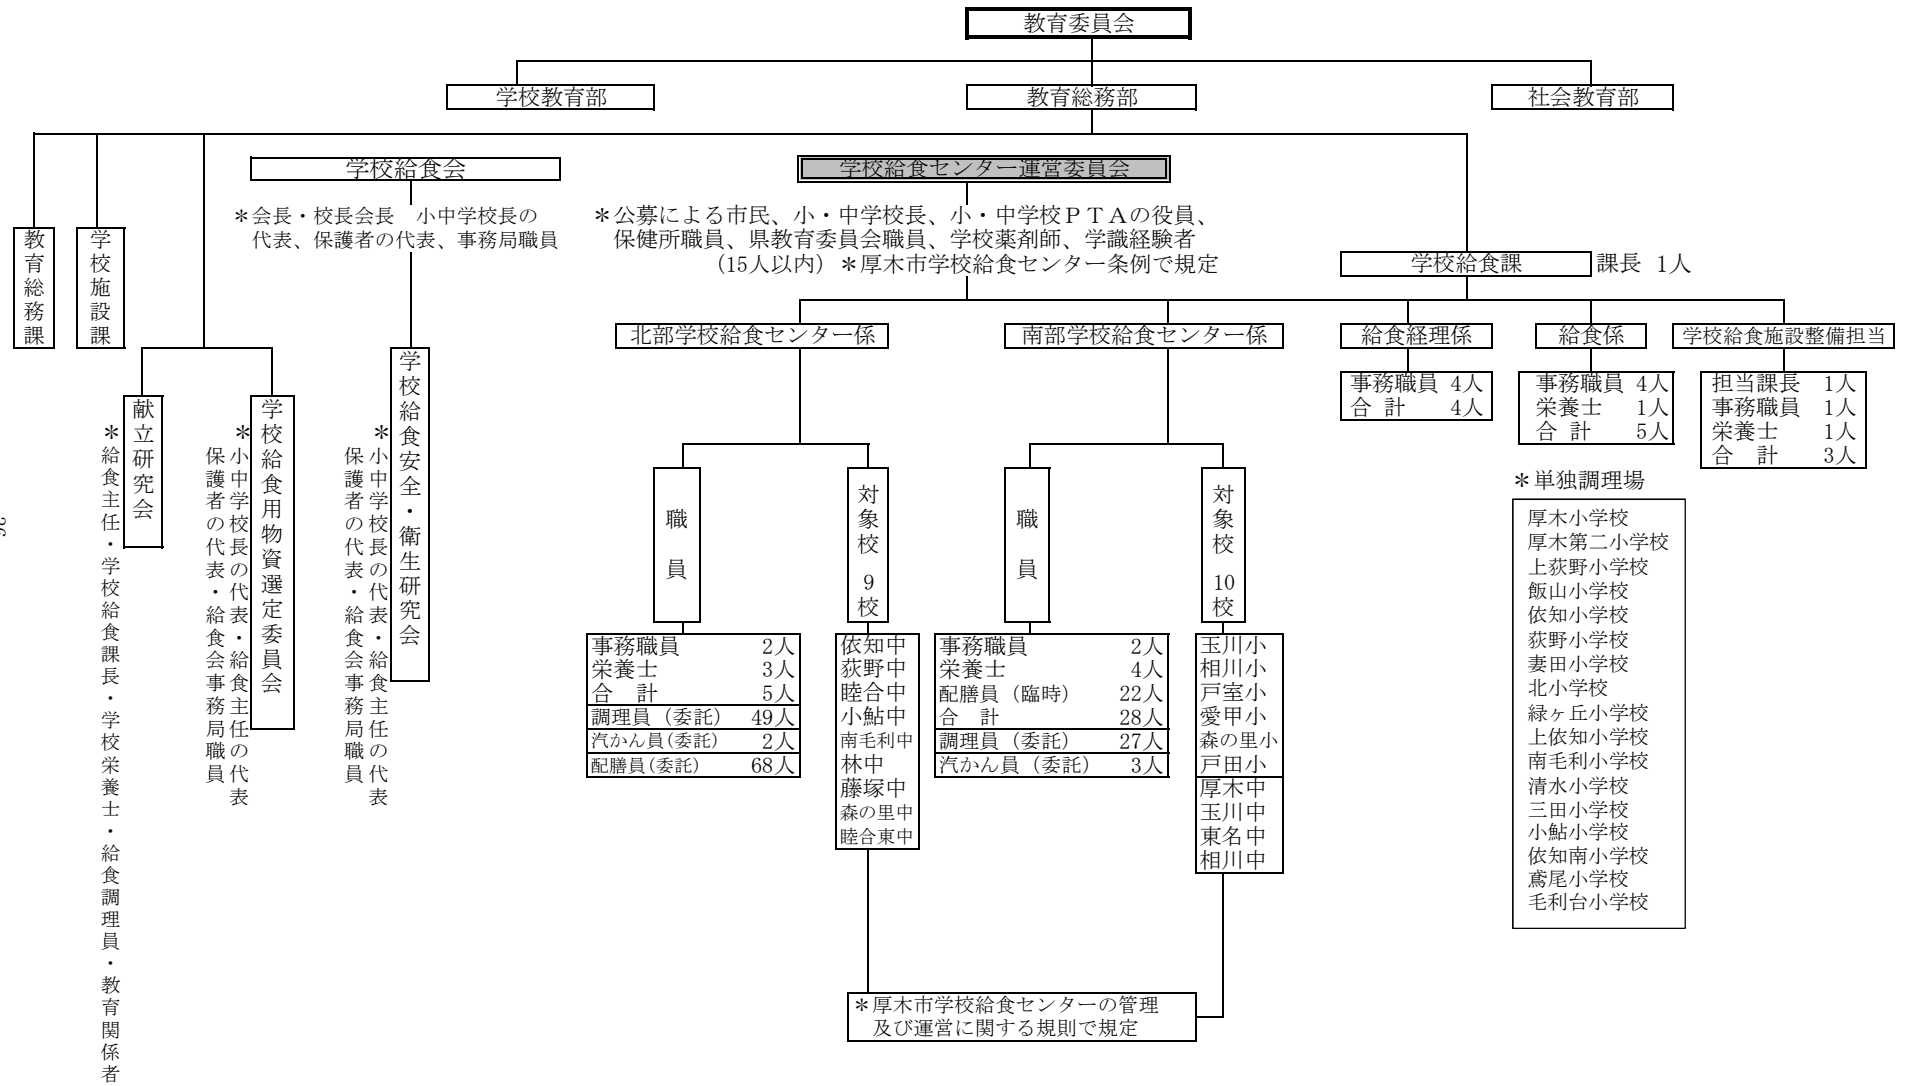 教育委員会
学校教育部
教育総務部
社会教育部
学校給食会
学校給食センター運営委員会
＊会長・校長会長　小中学校長の
代表、保護者の代表、事務局職員
＊公募による市民、小・中学校長、小・中学校ＰＴＡの役員、
保健所職員、県教育委員会職員、学校薬剤師、学識経験者
（15人以内）＊厚木市学校給食センター条例で規定
教育総務課
学校施設課
学校給食課
課長 1人
北部学校給食センター係
南部学校給食センター係
給食経理係
給食係
学校給食施設整備担当
事務職員 4人
合 計 4人
事務職員 4人
栄養士 1人
合 計 5人
担当課長 1人
事務職員 1人
栄養士 1人
合　計 3人
献立研究会
＊給食主任・学校給食課長・学校栄養士・給食調理員・教育関係者
学校給食用物資選定委員会
＊小中学校長の代表・給食主任の代表
保護者の代表・給食会事務局職員
学校給食安全・衛生研究会
＊小中学校長の代表・給食主任の代表
保護者の代表・給食会事務局職員
職員
対象校 9校
職員
対象校 10校
事務職員 2人
栄養士 3人
合　計 5人
調理員（委託） 49人
汽かん員(委託) 2人
配膳員(委託) 68人
依知中
荻野中
睦合中
小鮎中
南毛利中
林中
藤塚中
森の里中
睦合東中
事務職員 2人
栄養士 4人
配膳員（臨時） 22人
合　計 28人
調理員（委託） 27人
汽かん員（委託） 3人
玉川小
相川小
戸室小
愛甲小
森の里小
戸田小
厚木中
玉川中
東名中
相川中
＊単独調理場
厚木小学校
厚木第二小学校
上荻野小学校
飯山小学校
依知小学校
荻野小学校
妻田小学校
北小学校
緑ヶ丘小学校
上依知小学校
南毛利小学校
清水小学校
三田小学校
小鮎小学校
依知南小学校
鳶尾小学校
毛利台小学校
＊厚木市学校給食センターの管理
及び運営に関する規則で規定